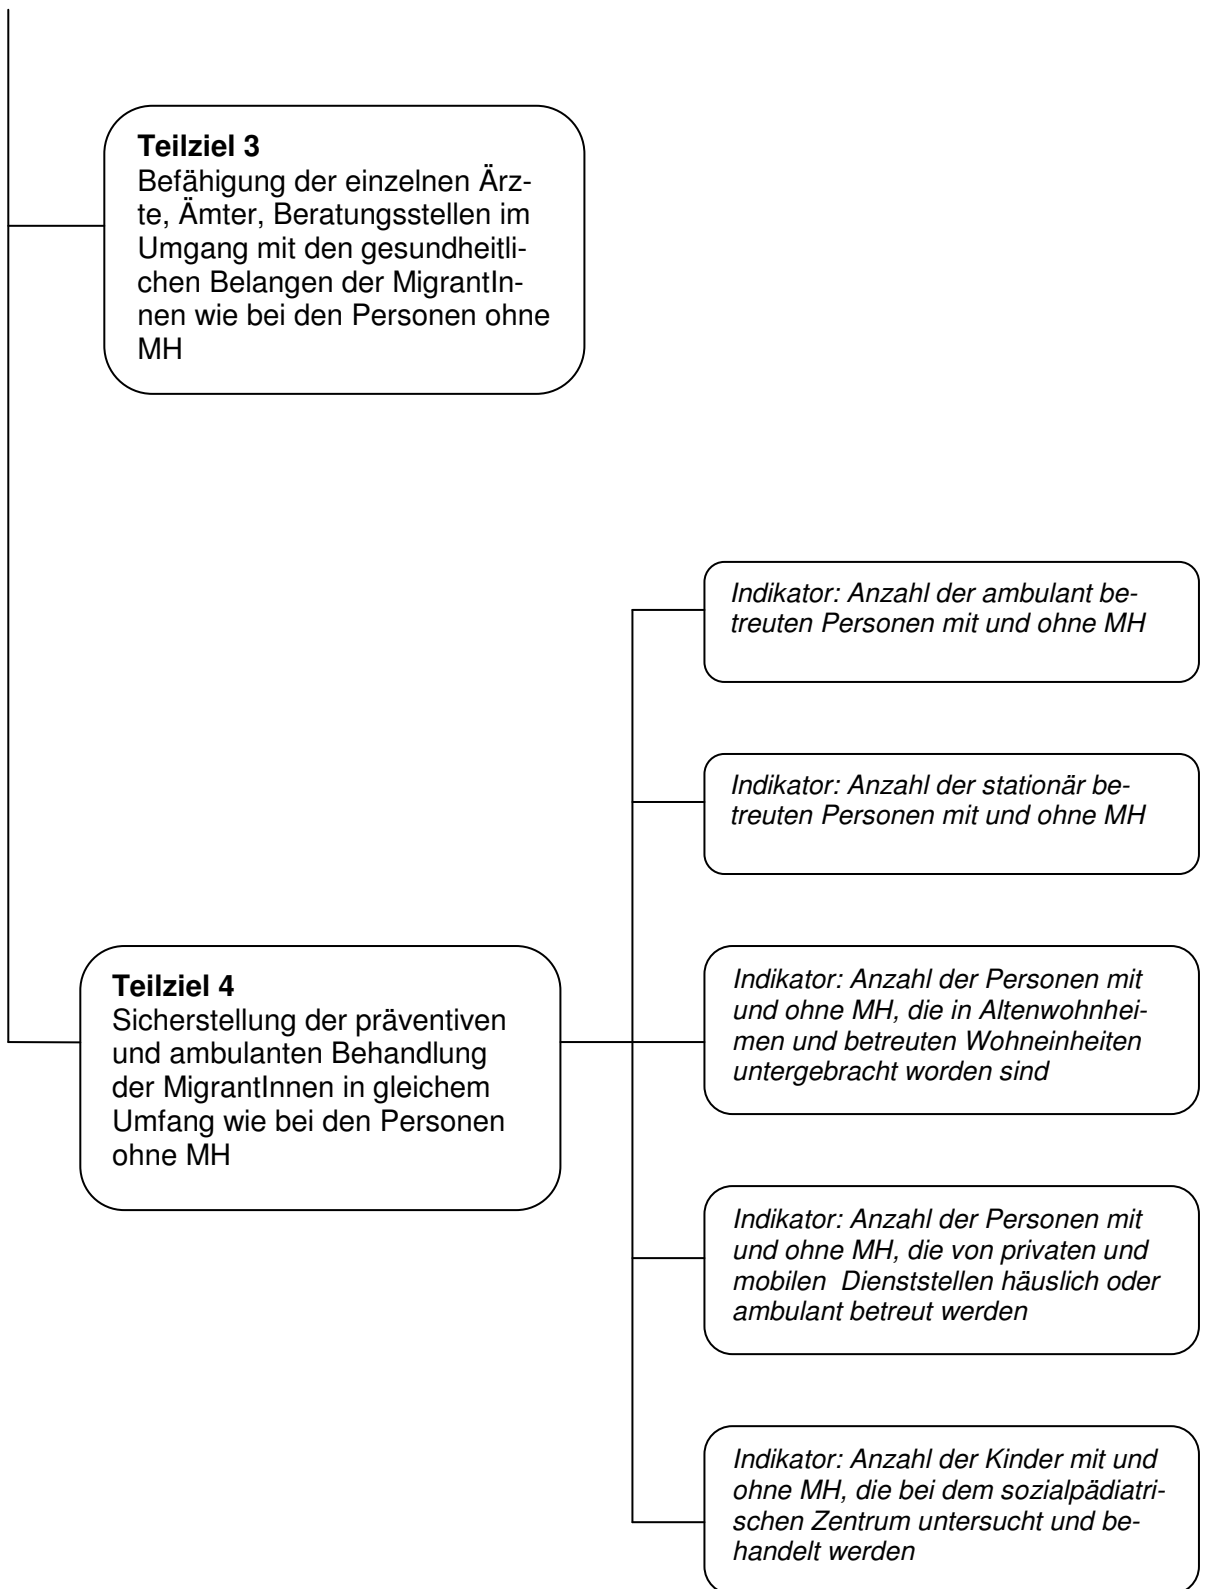 Teilziel 3
Befähigung der einzelnen Ärz-
te, Ämter, Beratungsstellen im
Umgang mit den gesundheitli-
chen Belangen der MigrantIn-
nen wie bei den Personen ohne
MH
Teilziel 4
Sicherstellung der präventiven
und ambulanten Behandlung
der MigrantInnen in gleichem
Umfang wie bei den Personen
ohne MH
Indikator: Anzahl der ambulant be-
treuten Personen mit und ohne MH
Indikator: Anzahl der stationär be-
treuten Personen mit und ohne MH
Indikator: Anzahl der Personen mit
und ohne MH, die in Altenwohnhei-
men und betreuten Wohneinheiten
untergebracht worden sind
Indikator: Anzahl der Personen mit
und ohne MH, die von privaten und
mobilen  Dienststellen häuslich oder
ambulant betreut werden
Indikator: Anzahl der Kinder mit und
ohne MH, die bei dem sozialpädiatri-
schen Zentrum untersucht und be-
handelt werden